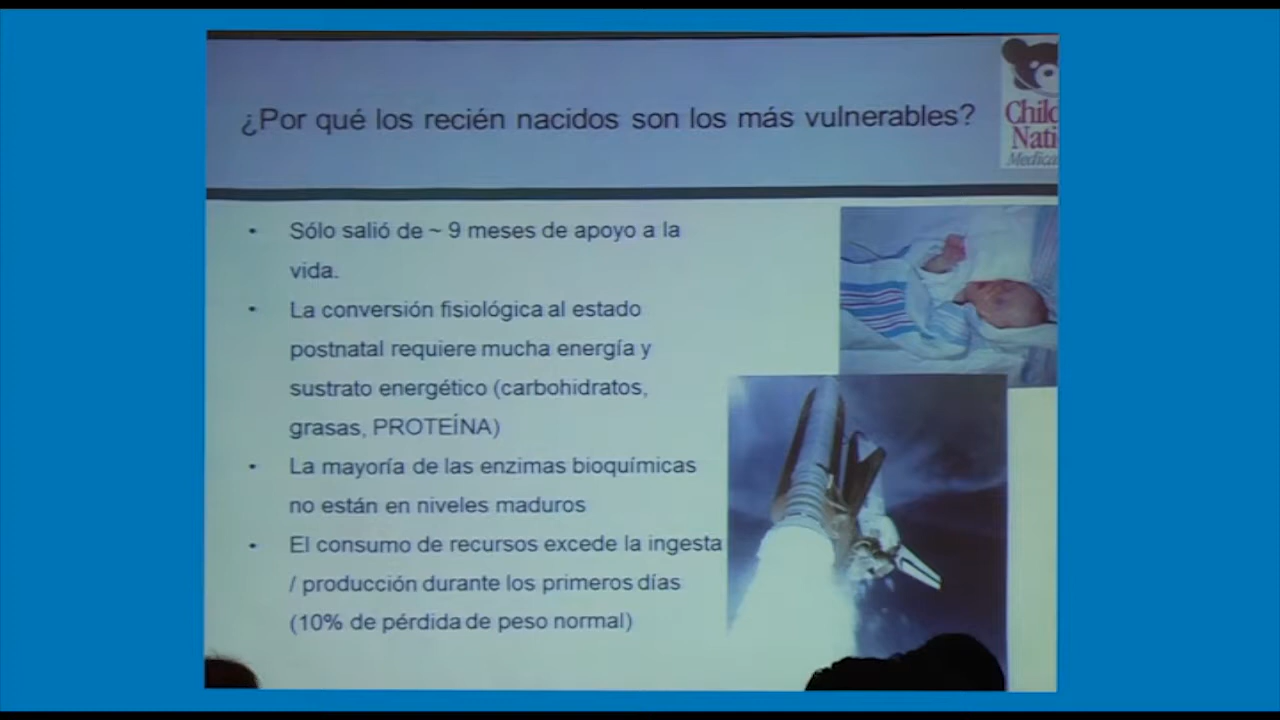 ¿Por qué los recién nacidos son los más vulnerables?
Sólo salió de ~ 9 meses de apoyo a la
vida.
La conversión fisiológica al estado
postnatal requiere mucha energía y
sustrato energético (carbohidratos,
grasas, PROTEÍNA)
La mayoría de las enzimas bioquímicas
no están en niveles maduros
El consumo de recursos excede la ingesta
/ producción durante los primeros días
(10% de pérdida de peso normal)